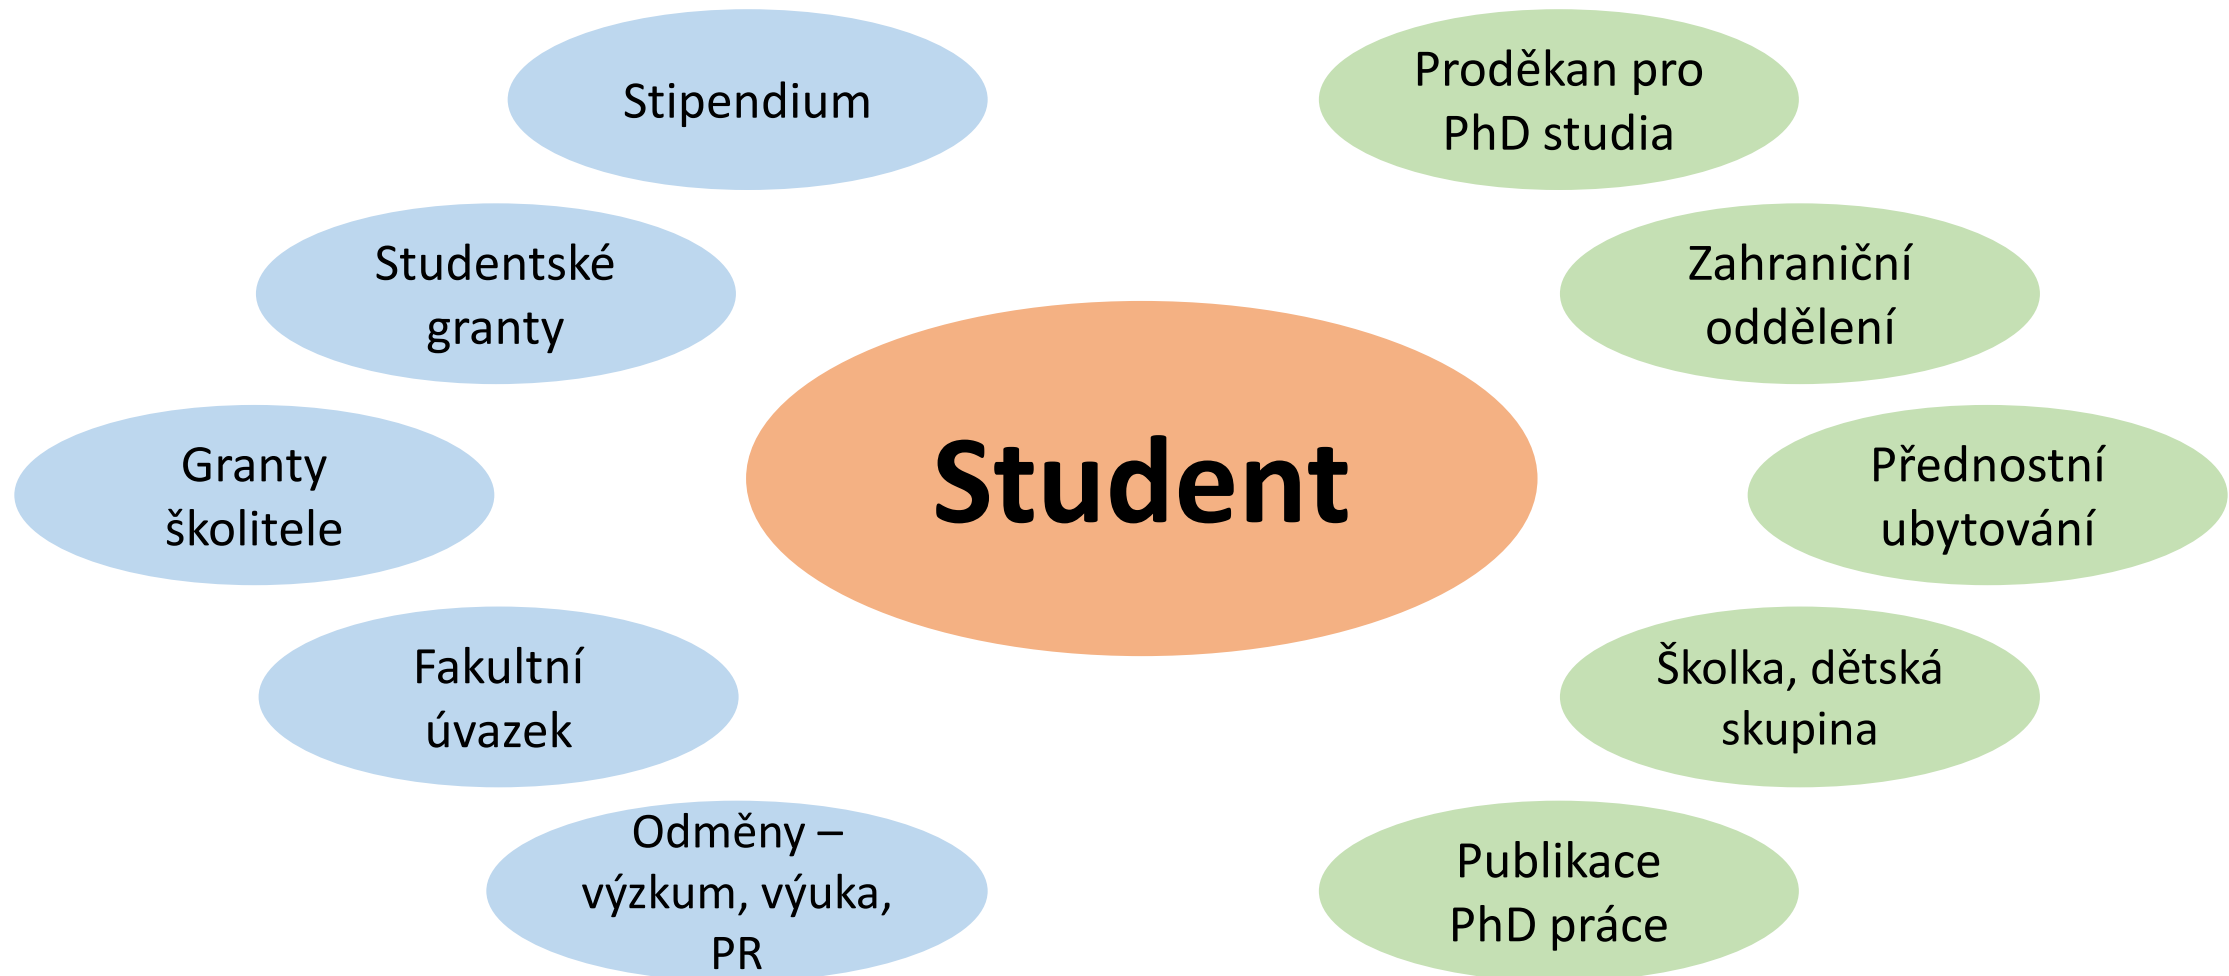 Stipendium
Studentské
granty
Granty
školitele
Fakultní
úvazek
Odměny –
výzkum, výuka,
PR
Student
Proděkan pro
PhD studia
Zahraniční
oddělení
Přednostní
ubytování
Školka, dětská
skupina
Publikace
PhD práce